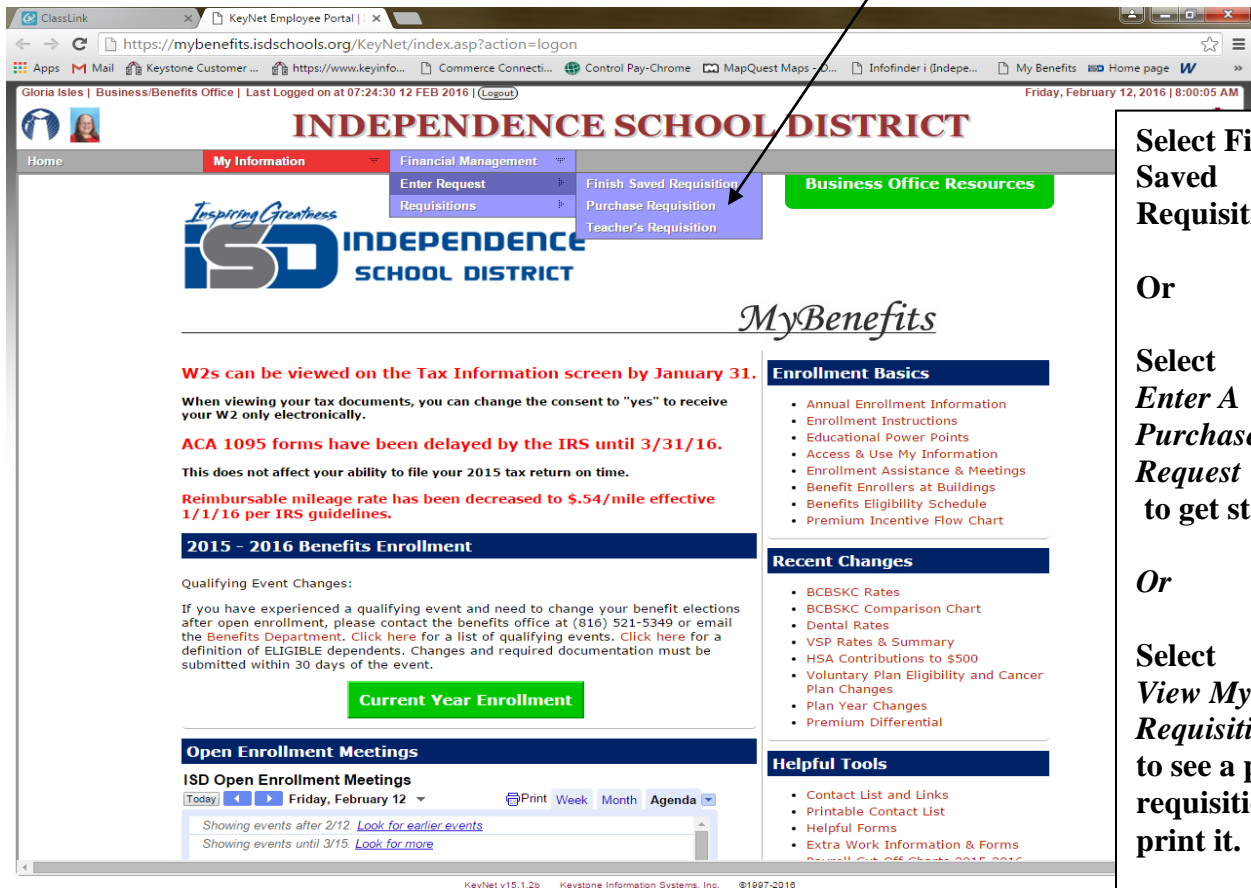 ClassLink
KeyNet Employee Portal |
https://mybenefits.isdschools.org/KeyNet/index.asp?action=logon
Apps Mail Keystone Customer ... https://www.keyinfo... Commerce Connecti... Control Pay-Chrome MapQuest Maps - D... Infofinder i (Indepe... My Benefits Home page
Gloria Isles | Business/Benefits Office | Last Logged on at 07:24:30 12 FEB 2016 | Logout
Friday, February 12, 2016 | 8:00:05 AM
INDEPENDENCE SCHOOL DISTRICT
Home My Information Financial Management
Enter Request
Requisitions
Finish Saved Requisition
Purchase Requisition
Teacher's Requisition
Business Office Resources
Inspiring Greatness
ISD INDEPENDENCE
SCHOOL DISTRICT
MyBenefits
W2s can be viewed on the Tax Information screen by January 31.
When viewing your tax documents, you can change the consent to "yes" to receive
your W2 only electronically.
ACA 1095 forms have been delayed by the IRS until 3/31/16.
This does not affect your ability to file your 2015 tax return on time.
Reimbursable mileage rate has been decreased to $.54/mile effective
1/1/16 per IRS guidelines.
2015 - 2016 Benefits Enrollment
Qualifying Event Changes:
If you have experienced a qualifying event and need to change your benefit elections
after open enrollment, please contact the benefits office at (816) 521-5349 or email
the Benefits Department. Click here for a list of qualifying events. Click here for a
definition of ELIGIBLE dependents. Changes and required documentation must be
submitted within 30 days of the event.
Current Year Enrollment
Open Enrollment Meetings
ISD Open Enrollment Meetings
Today Friday, February 12 Print Week Month Agenda
Showing events after 2/12. Look for earlier events
Showing events until 3/15. Look for more
Enrollment Basics
Annual Enrollment Information
Enrollment Instructions
Educational Power Points
Access & Use My Information
Enrollment Assistance & Meetings
Benefit Enrollers at Buildings
Benefits Eligibility Schedule
Premium Incentive Flow Chart
Recent Changes
BCBSKC Rates
BCBSKC Comparison Chart
Dental Rates
VSP Rates & Summary
HSA Contributions to $500
Voluntary Plan Eligibility and Cancer
Plan Changes
Plan Year Changes
Premium Differential
Helpful Tools
Contact List and Links
Printable Contact List
Helpful Forms
Extra Work Information & Forms
Payroll Cut Off Charts 2015-2016
KeyNet v15.1.2b Keystone Information Systems, Inc. ©1997-2016
Select Fi
Saved
Requisiti
Or
Select
Enter A
Purchase
Request
to get st
Or
Select
View My
Requisiti
to see a p
requisiti
print it.